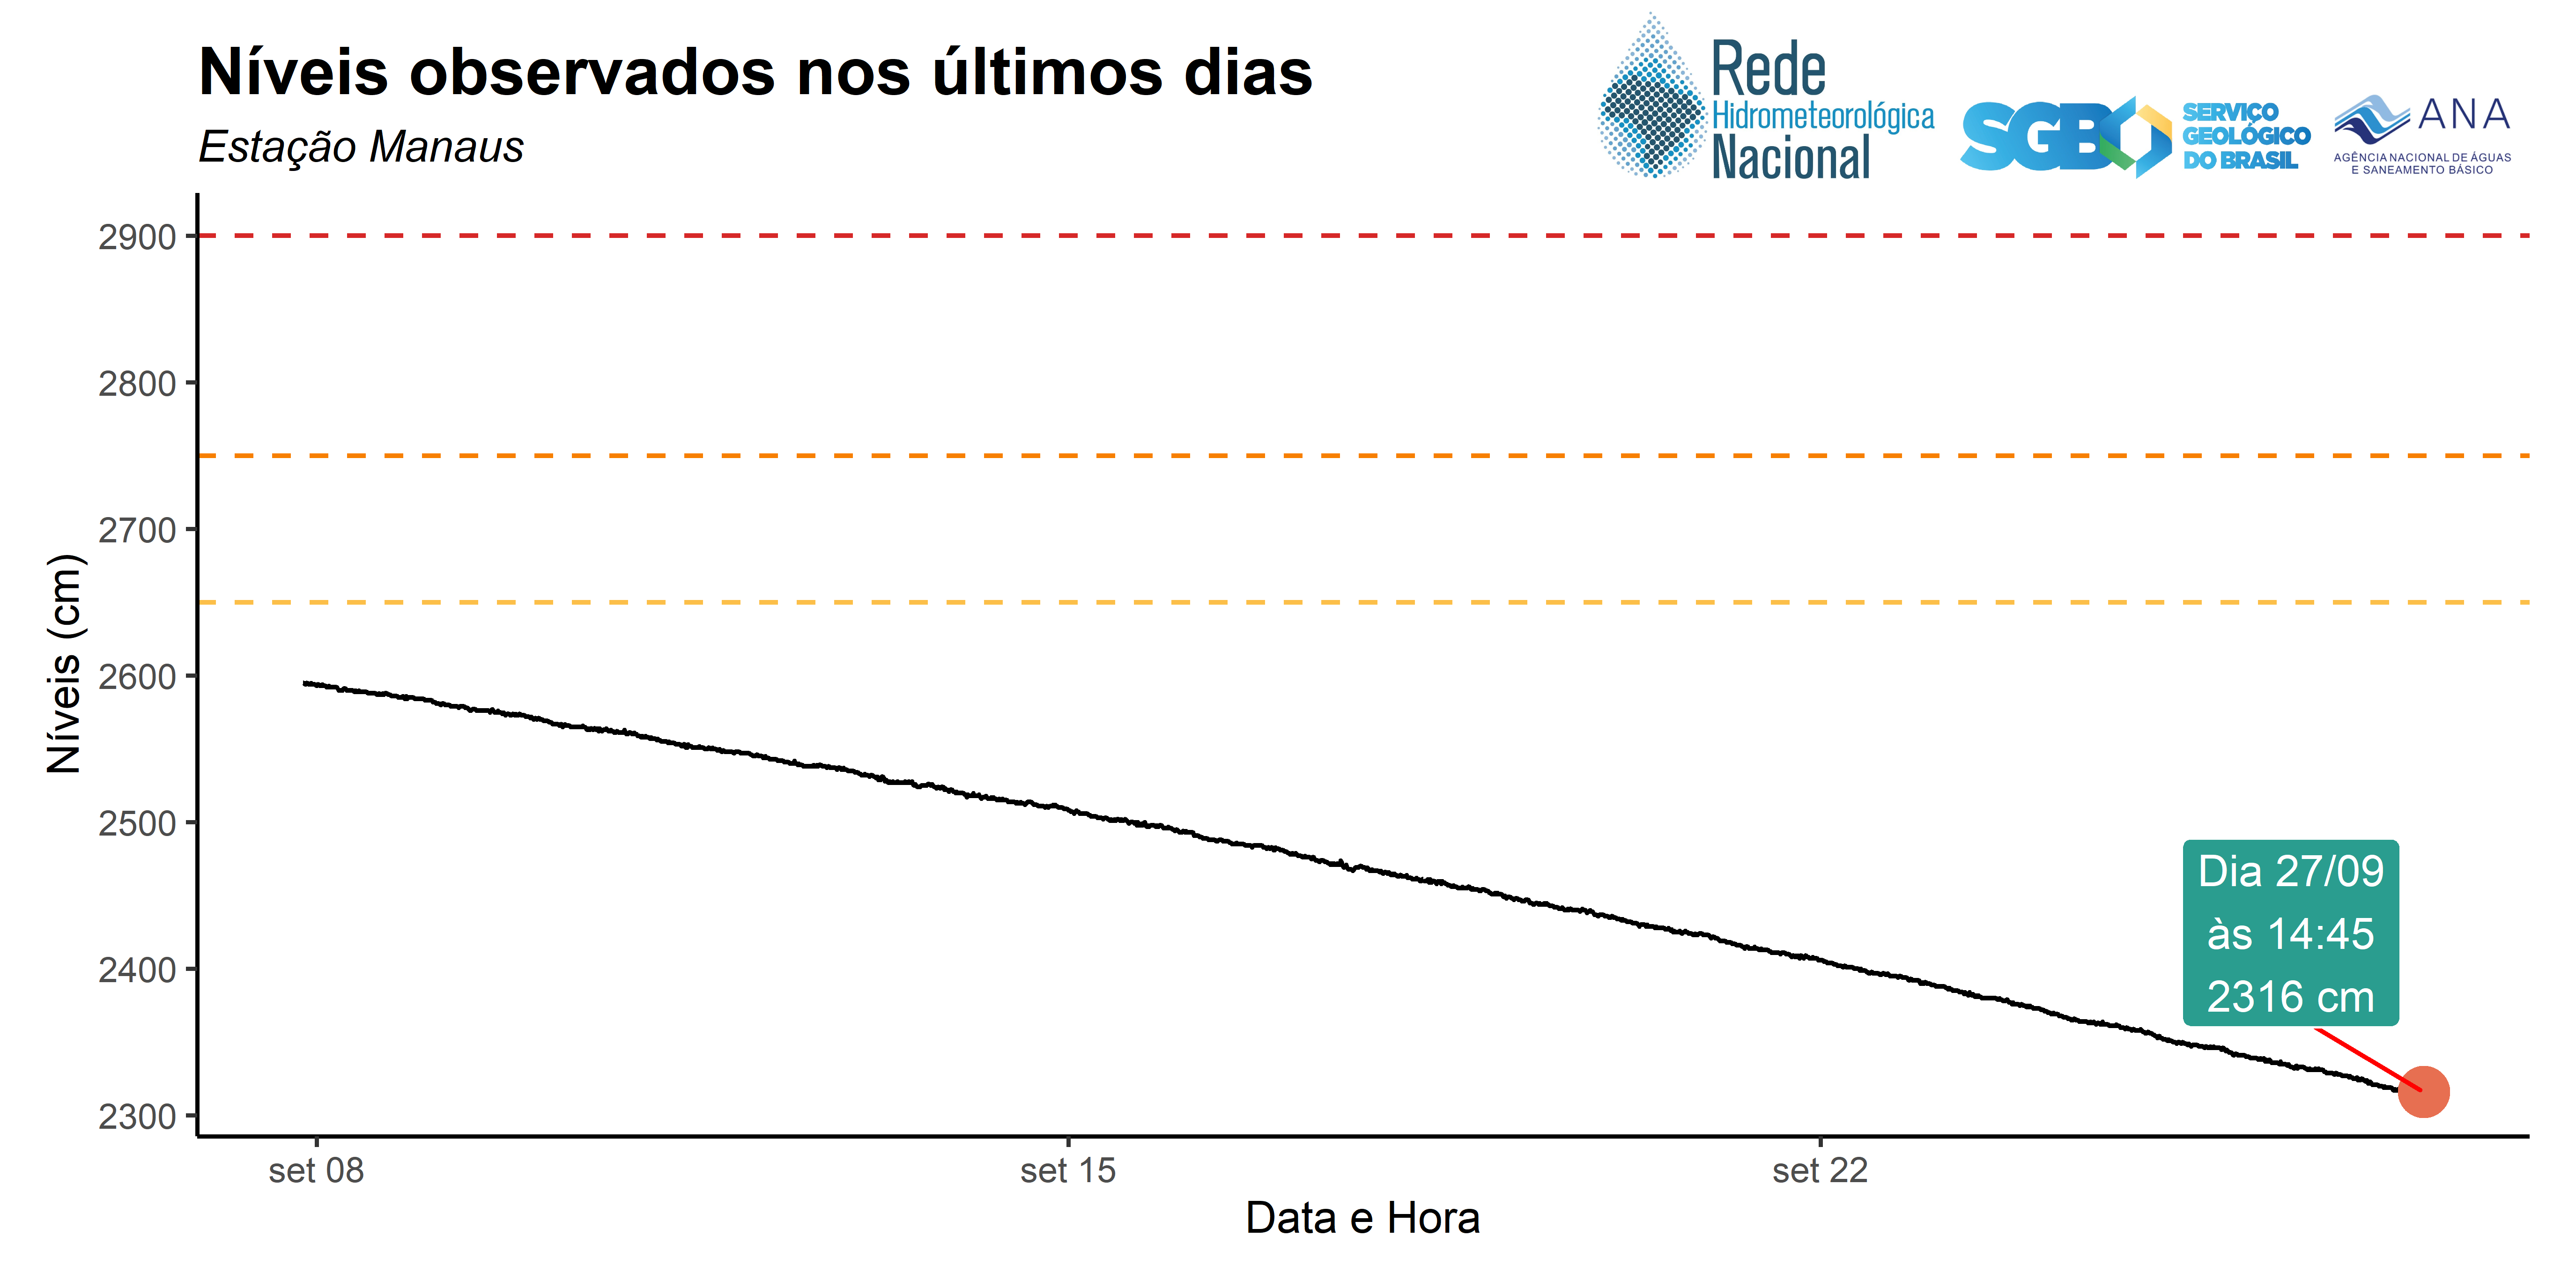 Níveis observados nos últimos dias
Estação Manaus
Rede
Hidrometeorológica
Nacional
SGB
SERVIÇO
GEOLÓGICO
DO BRASIL
ANA
AGÊNCIA NACIONAL DE ÁGUAS
E SANEAMENTO BÁSICO
Níveis (cm)
2900
2800
2700
2600
2500
2400
2300
Dia 27/09
às 14:45
2316 cm
set 08
set 15
set 22
Data e Hora